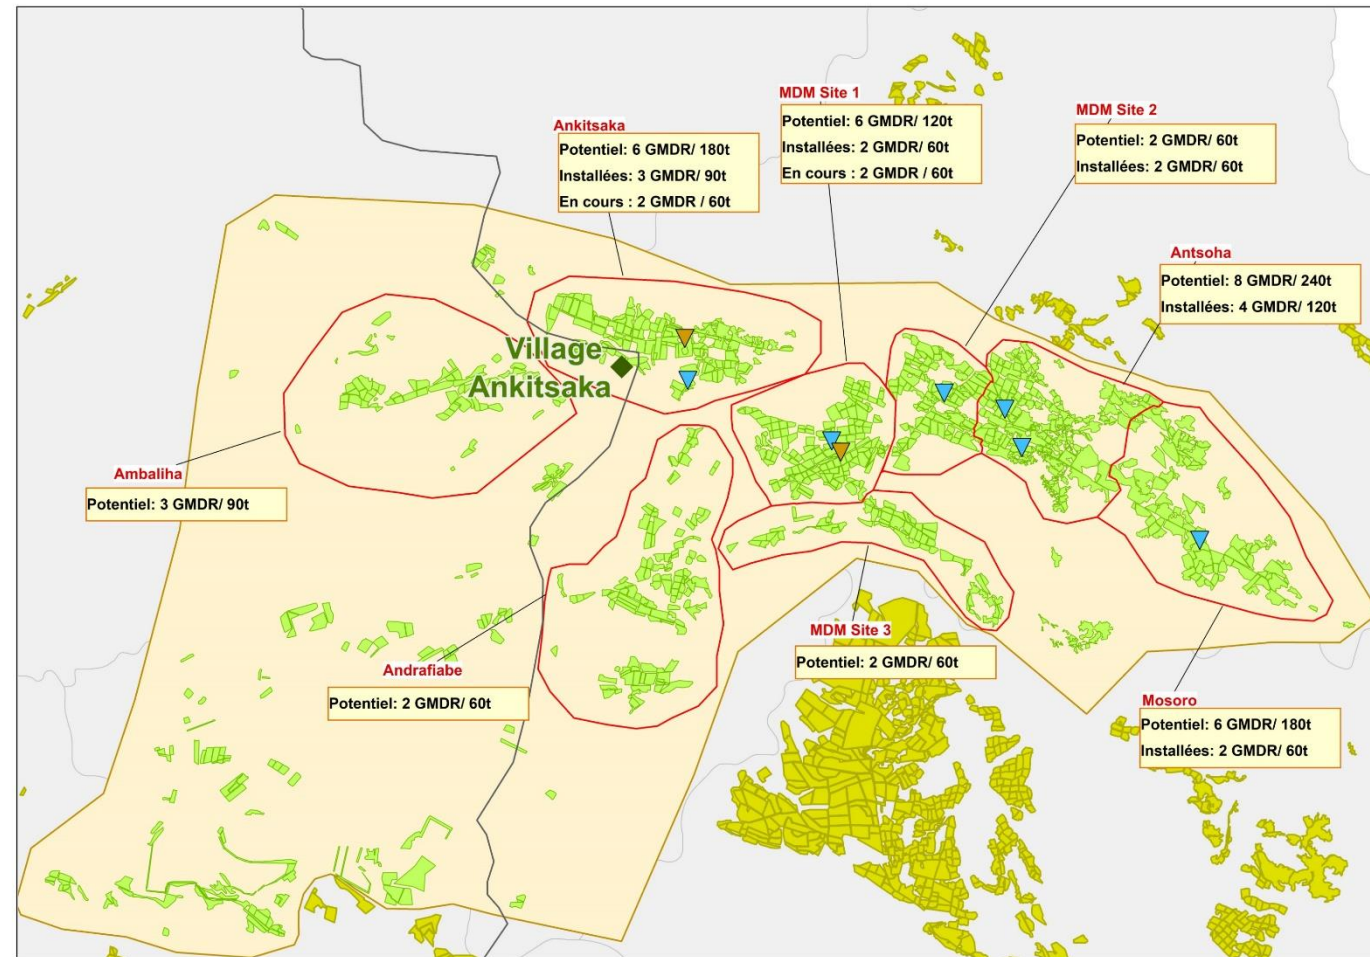 MDM Site 1
Potentiel: 6 GMDR/ 120t
Installées: 2 GMDR/ 60t
En cours : 2 GMDR / 60t
MDM Site 2
Potentiel: 2 GMDR/ 60t
Installées: 2 GMDR/ 60t
Ankitsaka
Potentiel: 6 GMDR/ 180t
Installées: 3 GMDR/ 90t
En cours : 2 GMDR / 60t
Antsoha
Potentiel: 8 GMDR/ 240t
Installées: 4 GMDR/ 120t
Village
Ankitsaka
Ambaliha
Potentiel: 3 GMDR/ 90t
MDM Site 3
Potentiel: 2 GMDR/ 60t
Andrafiabe
Potentiel: 2 GMDR/ 60t
Mosoro
Potentiel: 6 GMDR/ 180t
Installées: 2 GMDR/ 60t